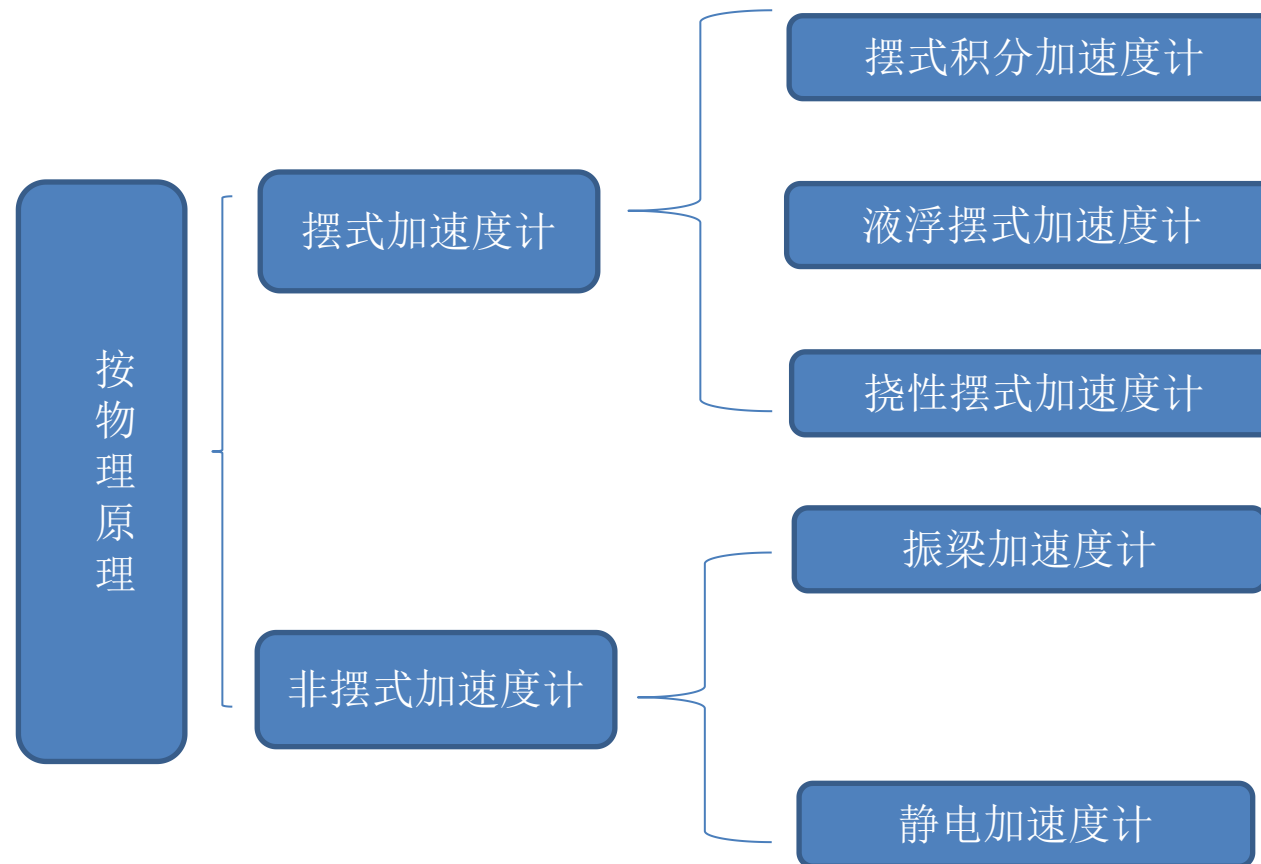 按物理原理
摆式加速度计
摆式积分加速度计
液浮摆式加速度计
挠性摆式加速度计
非摆式加速度计
振梁加速度计
静电加速度计